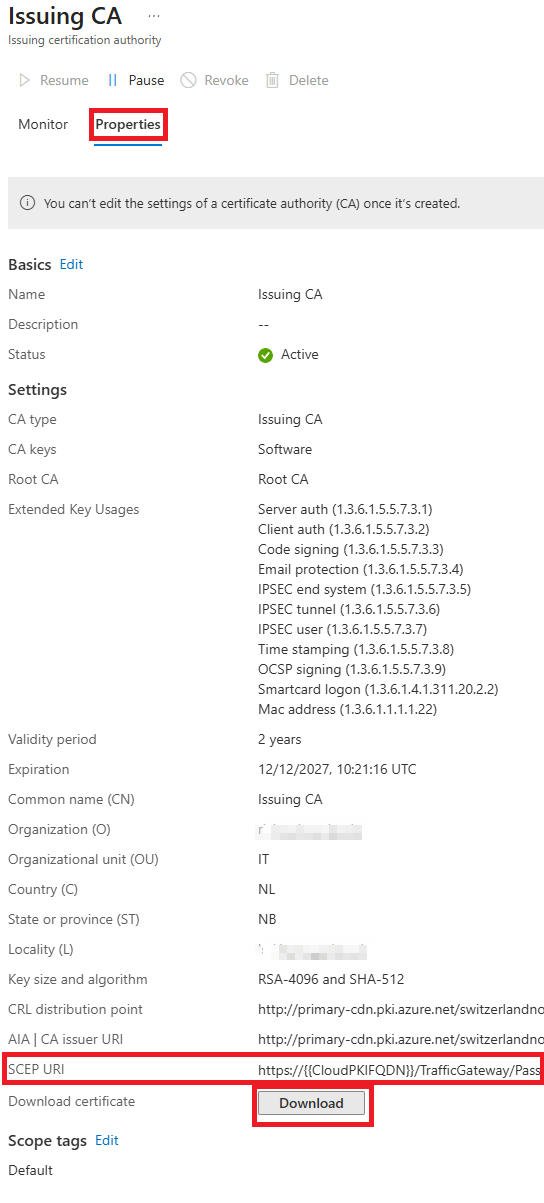 Issuing CA ...
Issuing certification authority
Resume Pause Revoke Delete
Monitor Properties
You can't edit the settings of a certificate authority (CA) once it's created.
Basics Edit
Name Issuing CA
Description --
Status Active
Settings
CA type Issuing CA
CA keys Software
Root CA Root CA
Extended Key Usages Server auth (1.3.6.1.5.5.7.3.1)
Client auth (1.3.6.1.5.5.7.3.2)
Code signing (1.3.6.1.5.5.7.3.3)
Email protection (1.3.6.1.5.5.7.3.4)
IPSEC end system (1.3.6.1.5.5.7.3.5)
IPSEC tunnel (1.3.6.1.5.5.7.3.6)
IPSEC user (1.3.6.1.5.5.7.3.7)
Time stamping (1.3.6.1.5.5.7.3.8)
OCSP signing (1.3.6.1.5.5.7.3.9)
Smartcard logon (1.3.6.1.4.1.311.20.2.2)
Mac address (1.3.6.1.1.1.1.22)
Validity period 2 years
Expiration 12/12/2027, 10:21:16 UTC
Common name (CN) Issuing CA
Organization (O)
Organizational unit (OU) IT
Country (C) NL
State or province (ST) NB
Locality (L)
Key size and algorithm RSA-4096 and SHA-512
CRL distribution point http://primary-cdn.pki.azure.net/switzerlandno
AIA | CA issuer URI http://primary-cdn.pki.azure.net/switzerlandno
SCEP URI https://{{CloudPKIFQDN}}/TrafficGateway/Pass
Download certificate Download
Scope tags Edit
Default